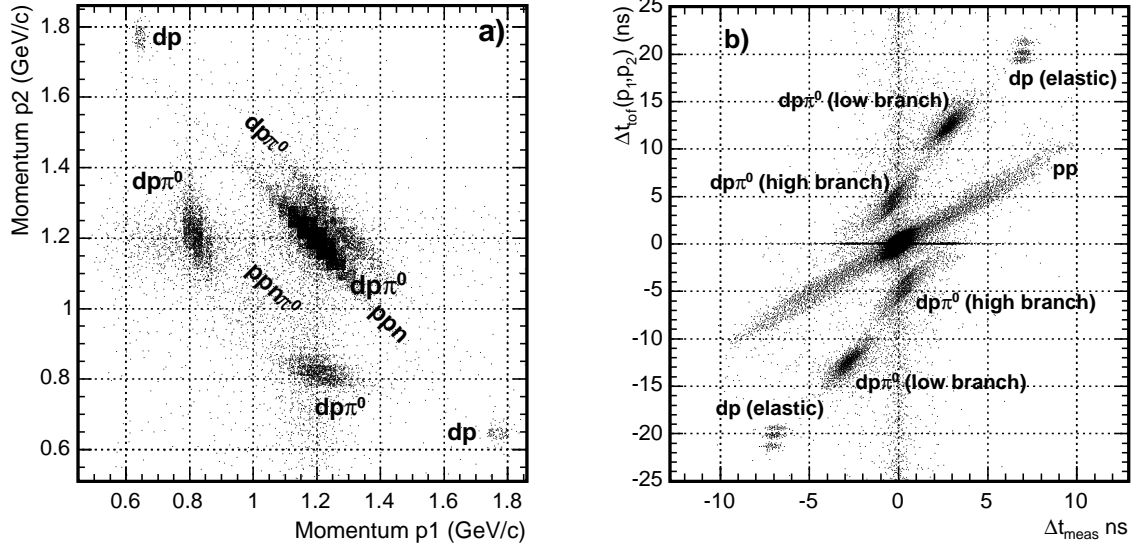 a)
dp
dpπ⁰
dpπ⁰
dpπ⁰
ppnπ⁰
ppn
dpπ⁰
dp
Momentum p2 (GeV/c)
1.8
1.6
1.4
1.2
1
0.8
0.6
0.6 0.8 1 1.2 1.4 1.6 1.8
Momentum p1 (GeV/c)
b)
dp (elastic)
dpπ⁰ (low branch)
dpπ⁰ (high branch)
pp
dpπ⁰ (high branch)
dpπ⁰ (low branch)
dp (elastic)
Δt_tof(p₁,p₂) (ns)
25
20
15
10
5
0
-5
-10
-15
-20
-25
-10 -5 0 5 10
Δt_meas ns